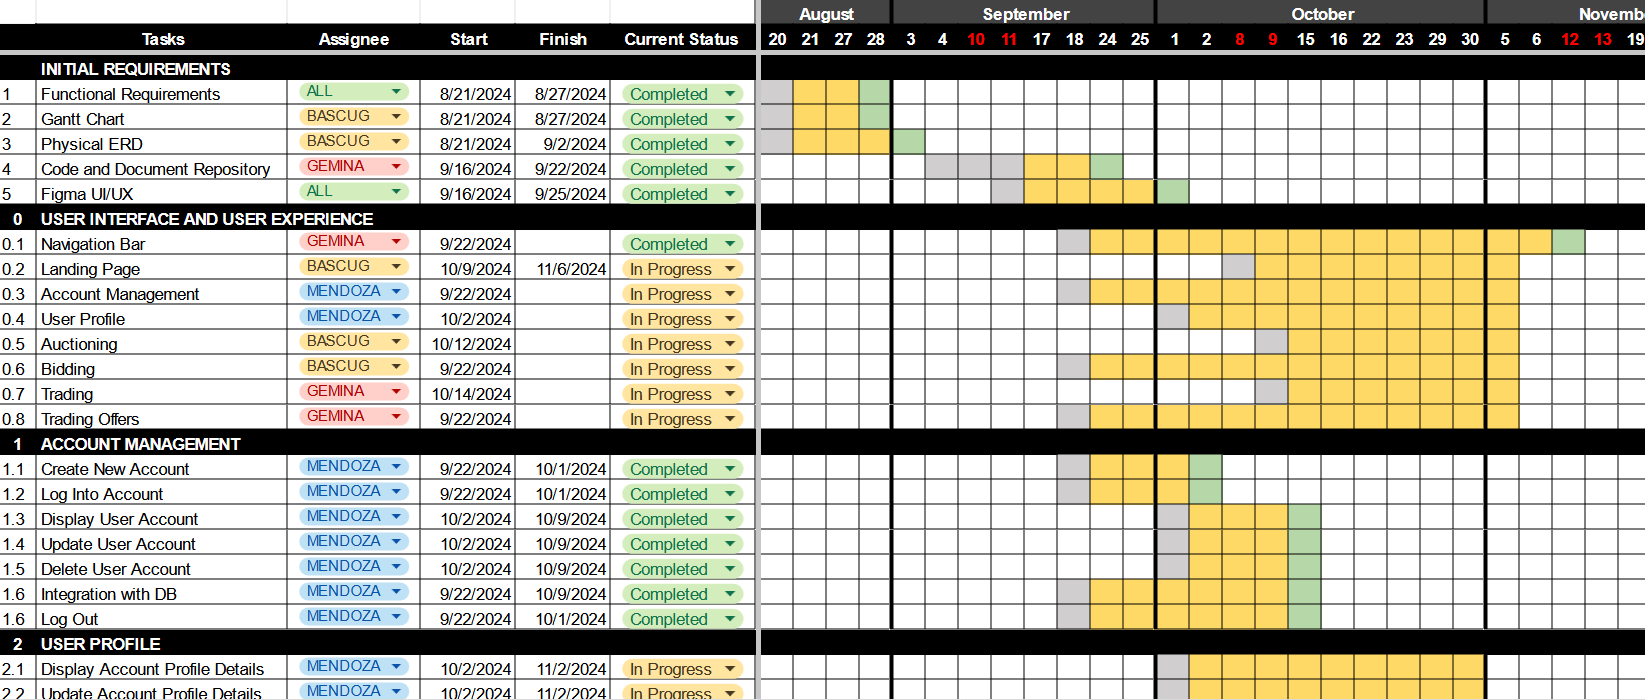 August September October Novemb
Tasks Assignee Start Finish Current Status 20 21 27 28 3 4 10 11 17 18 24 25 1 2 8 9 15 16 22 23 29 30 5 6 12 13 19
INITIAL REQUIREMENTS
1 Functional Requirements ALL 8/21/2024 8/27/2024 Completed
2 Gantt Chart BASCUG 8/21/2024 8/27/2024 Completed
3 Physical ERD BASCUG 8/21/2024 9/2/2024 Completed
4 Code and Document Repository GEMINA 9/16/2024 9/22/2024 Completed
5 Figma UI/UX ALL 9/16/2024 9/25/2024 Completed
0 USER INTERFACE AND USER EXPERIENCE
0.1 Navigation Bar GEMINA 9/22/2024 Completed
0.2 Landing Page BASCUG 10/9/2024 11/6/2024 In Progress
0.3 Account Management MENDOZA 9/22/2024 In Progress
0.4 User Profile MENDOZA 10/2/2024 In Progress
0.5 Auctioning BASCUG 10/12/2024 In Progress
0.6 Bidding BASCUG 9/22/2024 In Progress
0.7 Trading GEMINA 10/14/2024 In Progress
0.8 Trading Offers GEMINA 9/22/2024 In Progress
1 ACCOUNT MANAGEMENT
1.1 Create New Account MENDOZA 9/22/2024 10/1/2024 Completed
1.2 Log Into Account MENDOZA 9/22/2024 10/1/2024 Completed
1.3 Display User Account MENDOZA 10/2/2024 10/9/2024 Completed
1.4 Update User Account MENDOZA 10/2/2024 10/9/2024 Completed
1.5 Delete User Account MENDOZA 10/2/2024 10/9/2024 Completed
1.6 Integration with DB MENDOZA 9/22/2024 10/9/2024 Completed
1.6 Log Out MENDOZA 9/22/2024 10/1/2024 Completed
2 USER PROFILE
2.1 Display Account Profile Details MENDOZA 10/2/2024 11/2/2024 In Progress
2.2 Update Account Profile Details MENDOZA 10/2/2024 11/2/2024 In Progress